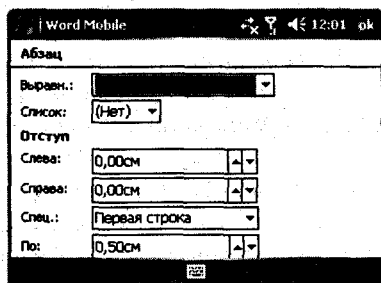 Word Mobile 12:01 ok
Абзац
Выравн.:
Список: (Нет)
Отступ
Слева: 0,00см
Справа: 0,00см
Спец.: Первая строка
По: 0,50см